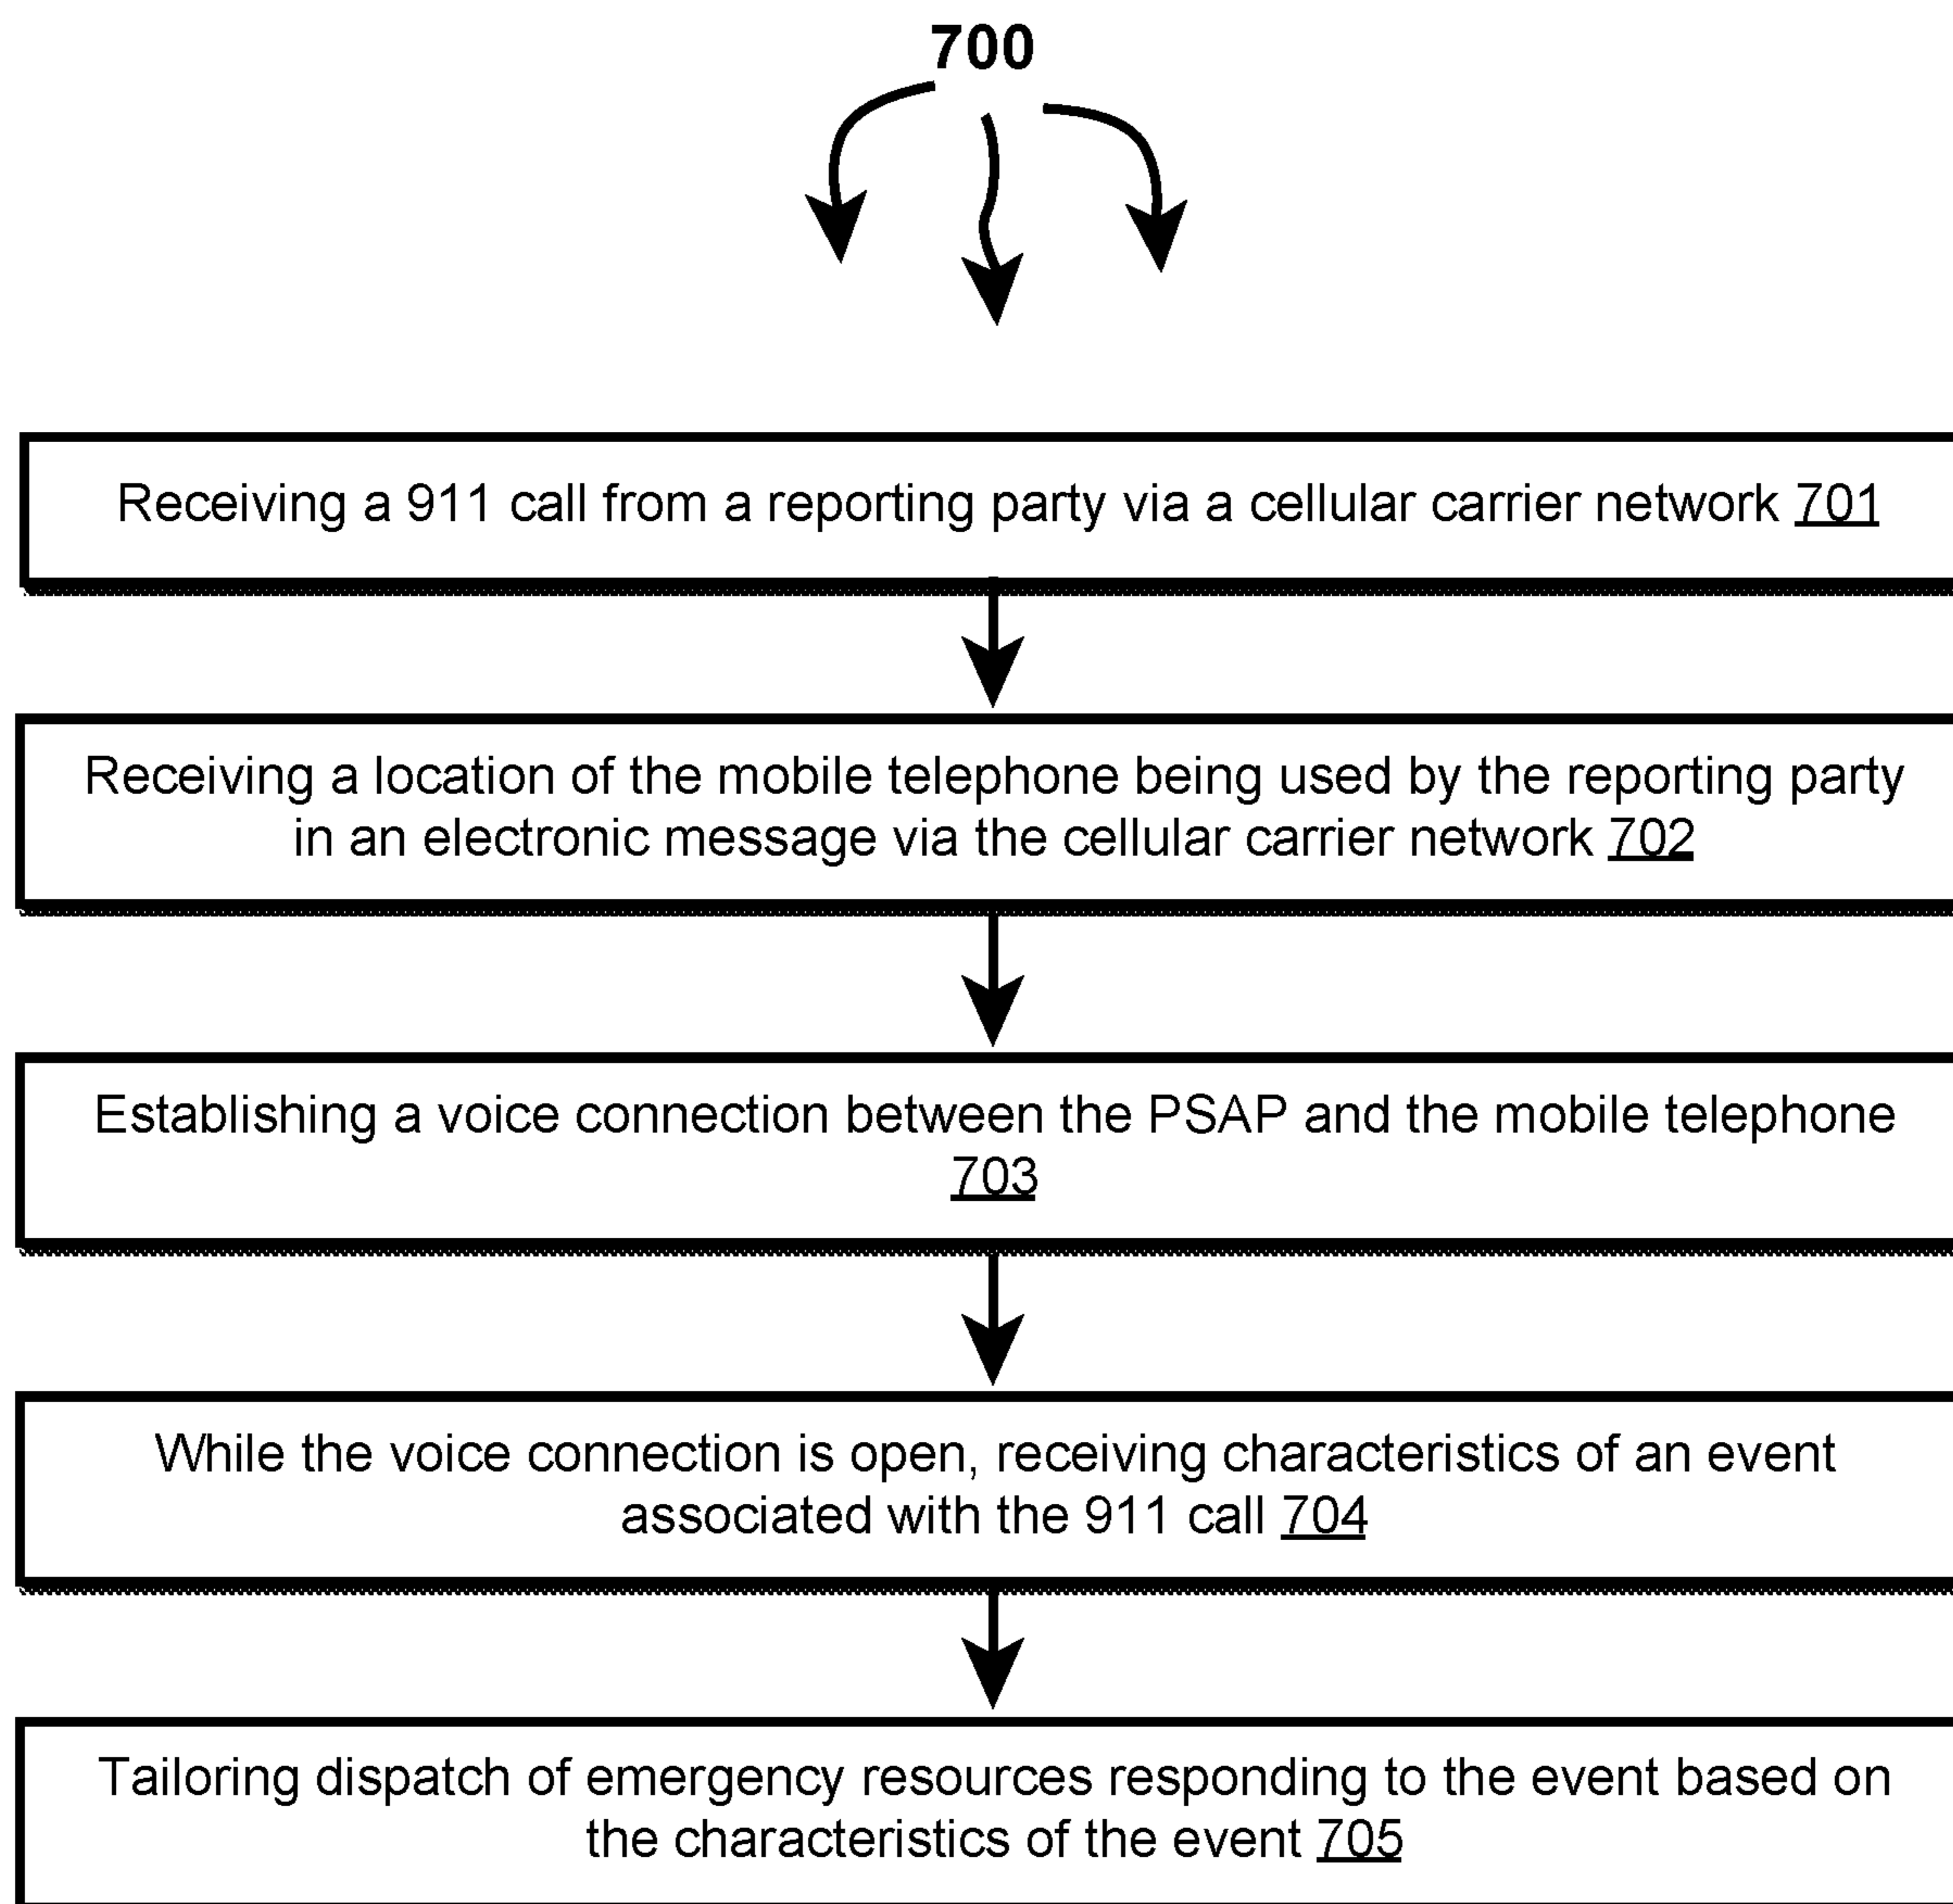 700
Receiving a 911 call from a reporting party via a cellular carrier network 701
Receiving a location of the mobile telephone being used by the reporting party
in an electronic message via the cellular carrier network 702
Establishing a voice connection between the PSAP and the mobile telephone
703
While the voice connection is open, receiving characteristics of an event
associated with the 911 call 704
Tailoring dispatch of emergency resources responding to the event based on
the characteristics of the event 705